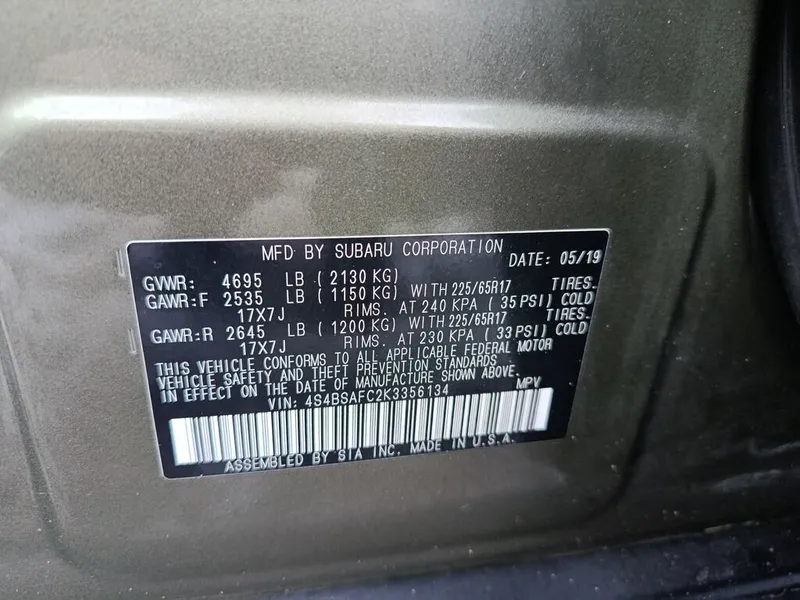 MFD BY SUBARU CORPORATION DATE: 05/19
GVWR: 4695 LB ( 2130 KG)
GAWR:F 2535 LB ( 1150 KG) WITH 225/65R17 TIRES.
17X7J RIMS. AT 240 KPA ( 35 PSI) COLD
GAWR:R 2645 LB ( 1200 KG) WITH 225/65R17 TIRES.
17X7J RIMS. AT 230 KPA ( 33 PSI) COLD
THIS VEHICLE CONFORMS TO ALL APPLICABLE FEDERAL MOTOR
VEHICLE SAFETY AND THEFT PREVENTION STANDARDS
IN EFFECT ON THE DATE OF MANUFACTURE SHOWN ABOVE.
VIN: 4S4BSAFC2K3356134 MPV
ASSEMBLED BY SIA INC. MADE IN U.S.A.